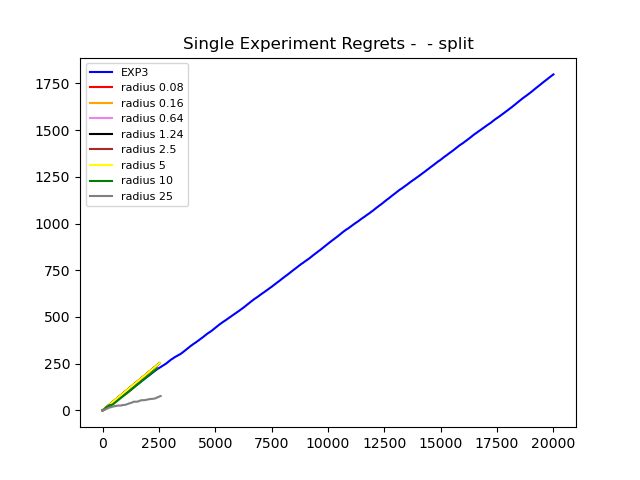 Single Experiment Regrets -  - split
EXP3
radius 0.08
radius 0.16
radius 0.64
radius 1.24
radius 2.5
radius 5
radius 10
radius 25
1750
1500
1250
1000
750
500
250
0
0 2500 5000 7500 10000 12500 15000 17500 20000